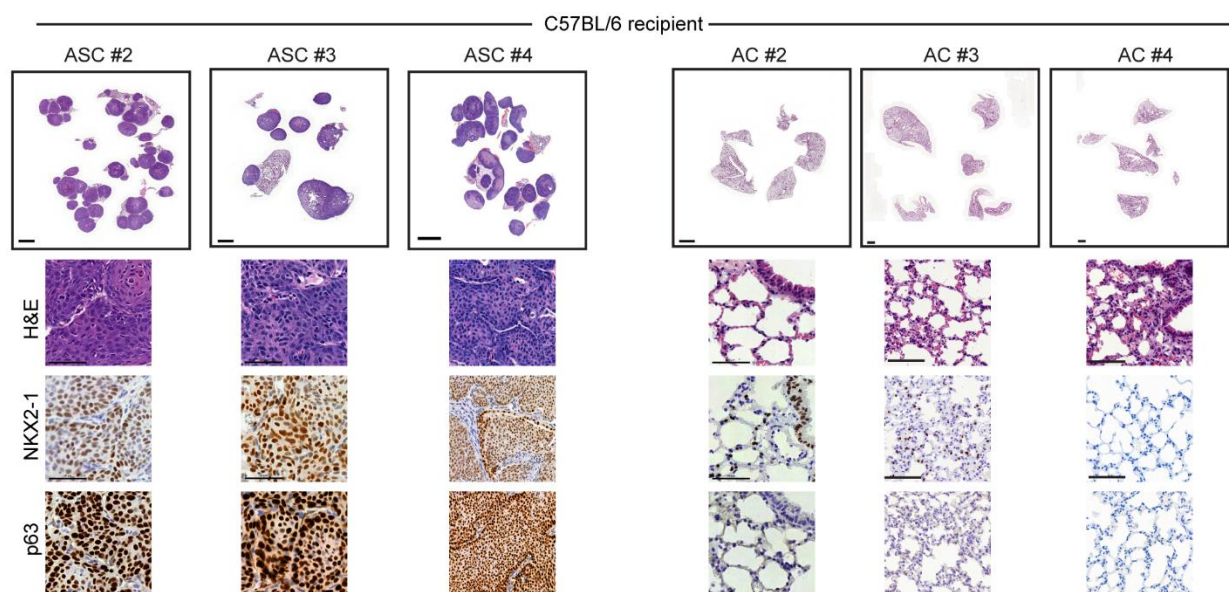 C57BL/6 recipient
ASC #2 ASC #3 ASC #4 AC #2 AC #3 AC #4
H&E
NKX2-1
p63